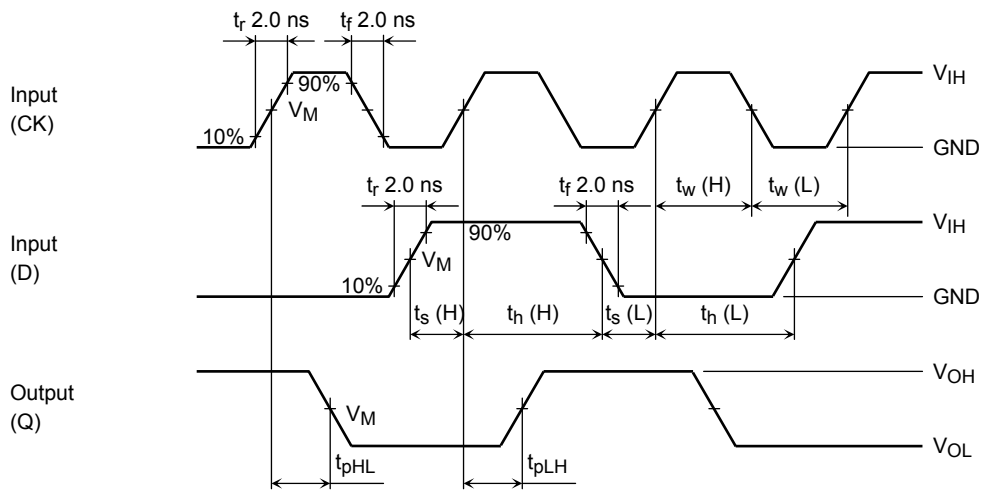 tr 2.0 ns
tf 2.0 ns
Input
(CK)
90%
VM
10%
VIH
GND
tr 2.0 ns
tf 2.0 ns
tw (H)
tw (L)
Input
(D)
90%
VM
10%
VIH
GND
ts (H)
th (H)
ts (L)
th (L)
Output
(Q)
VM
VOH
VOL
tpHL
tpLH